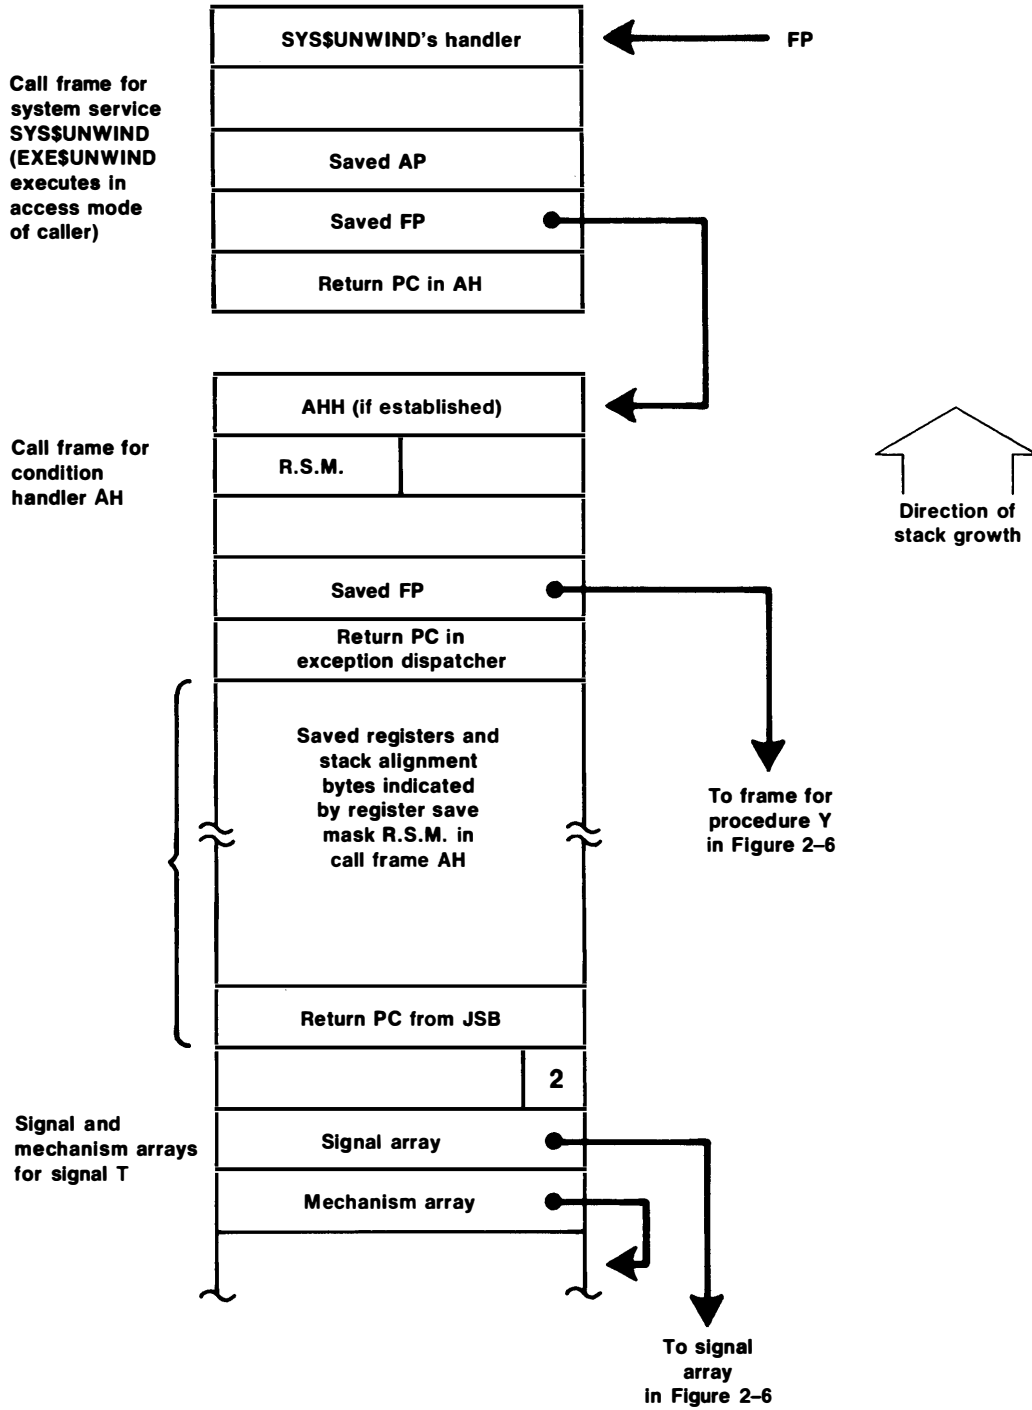 SYS$UNWIND's handler
FP
Call frame for
system service
SYS$UNWIND
(EXE$UNWIND
executes in
access mode
of caller)
Saved AP
Saved FP
Return PC in AH
AHH (if established)
Call frame for
condition
handler AH
R.S.M.
Direction of
stack growth
Saved FP
Return PC in
exception dispatcher
Saved registers and
stack alignment
bytes indicated
by register save
mask R.S.M. in
call frame AH
To frame for
procedure Y
in Figure 2–6
Return PC from JSB
2
Signal and
mechanism arrays
for signal T
Signal array
Mechanism array
To signal
array
in Figure 2–6